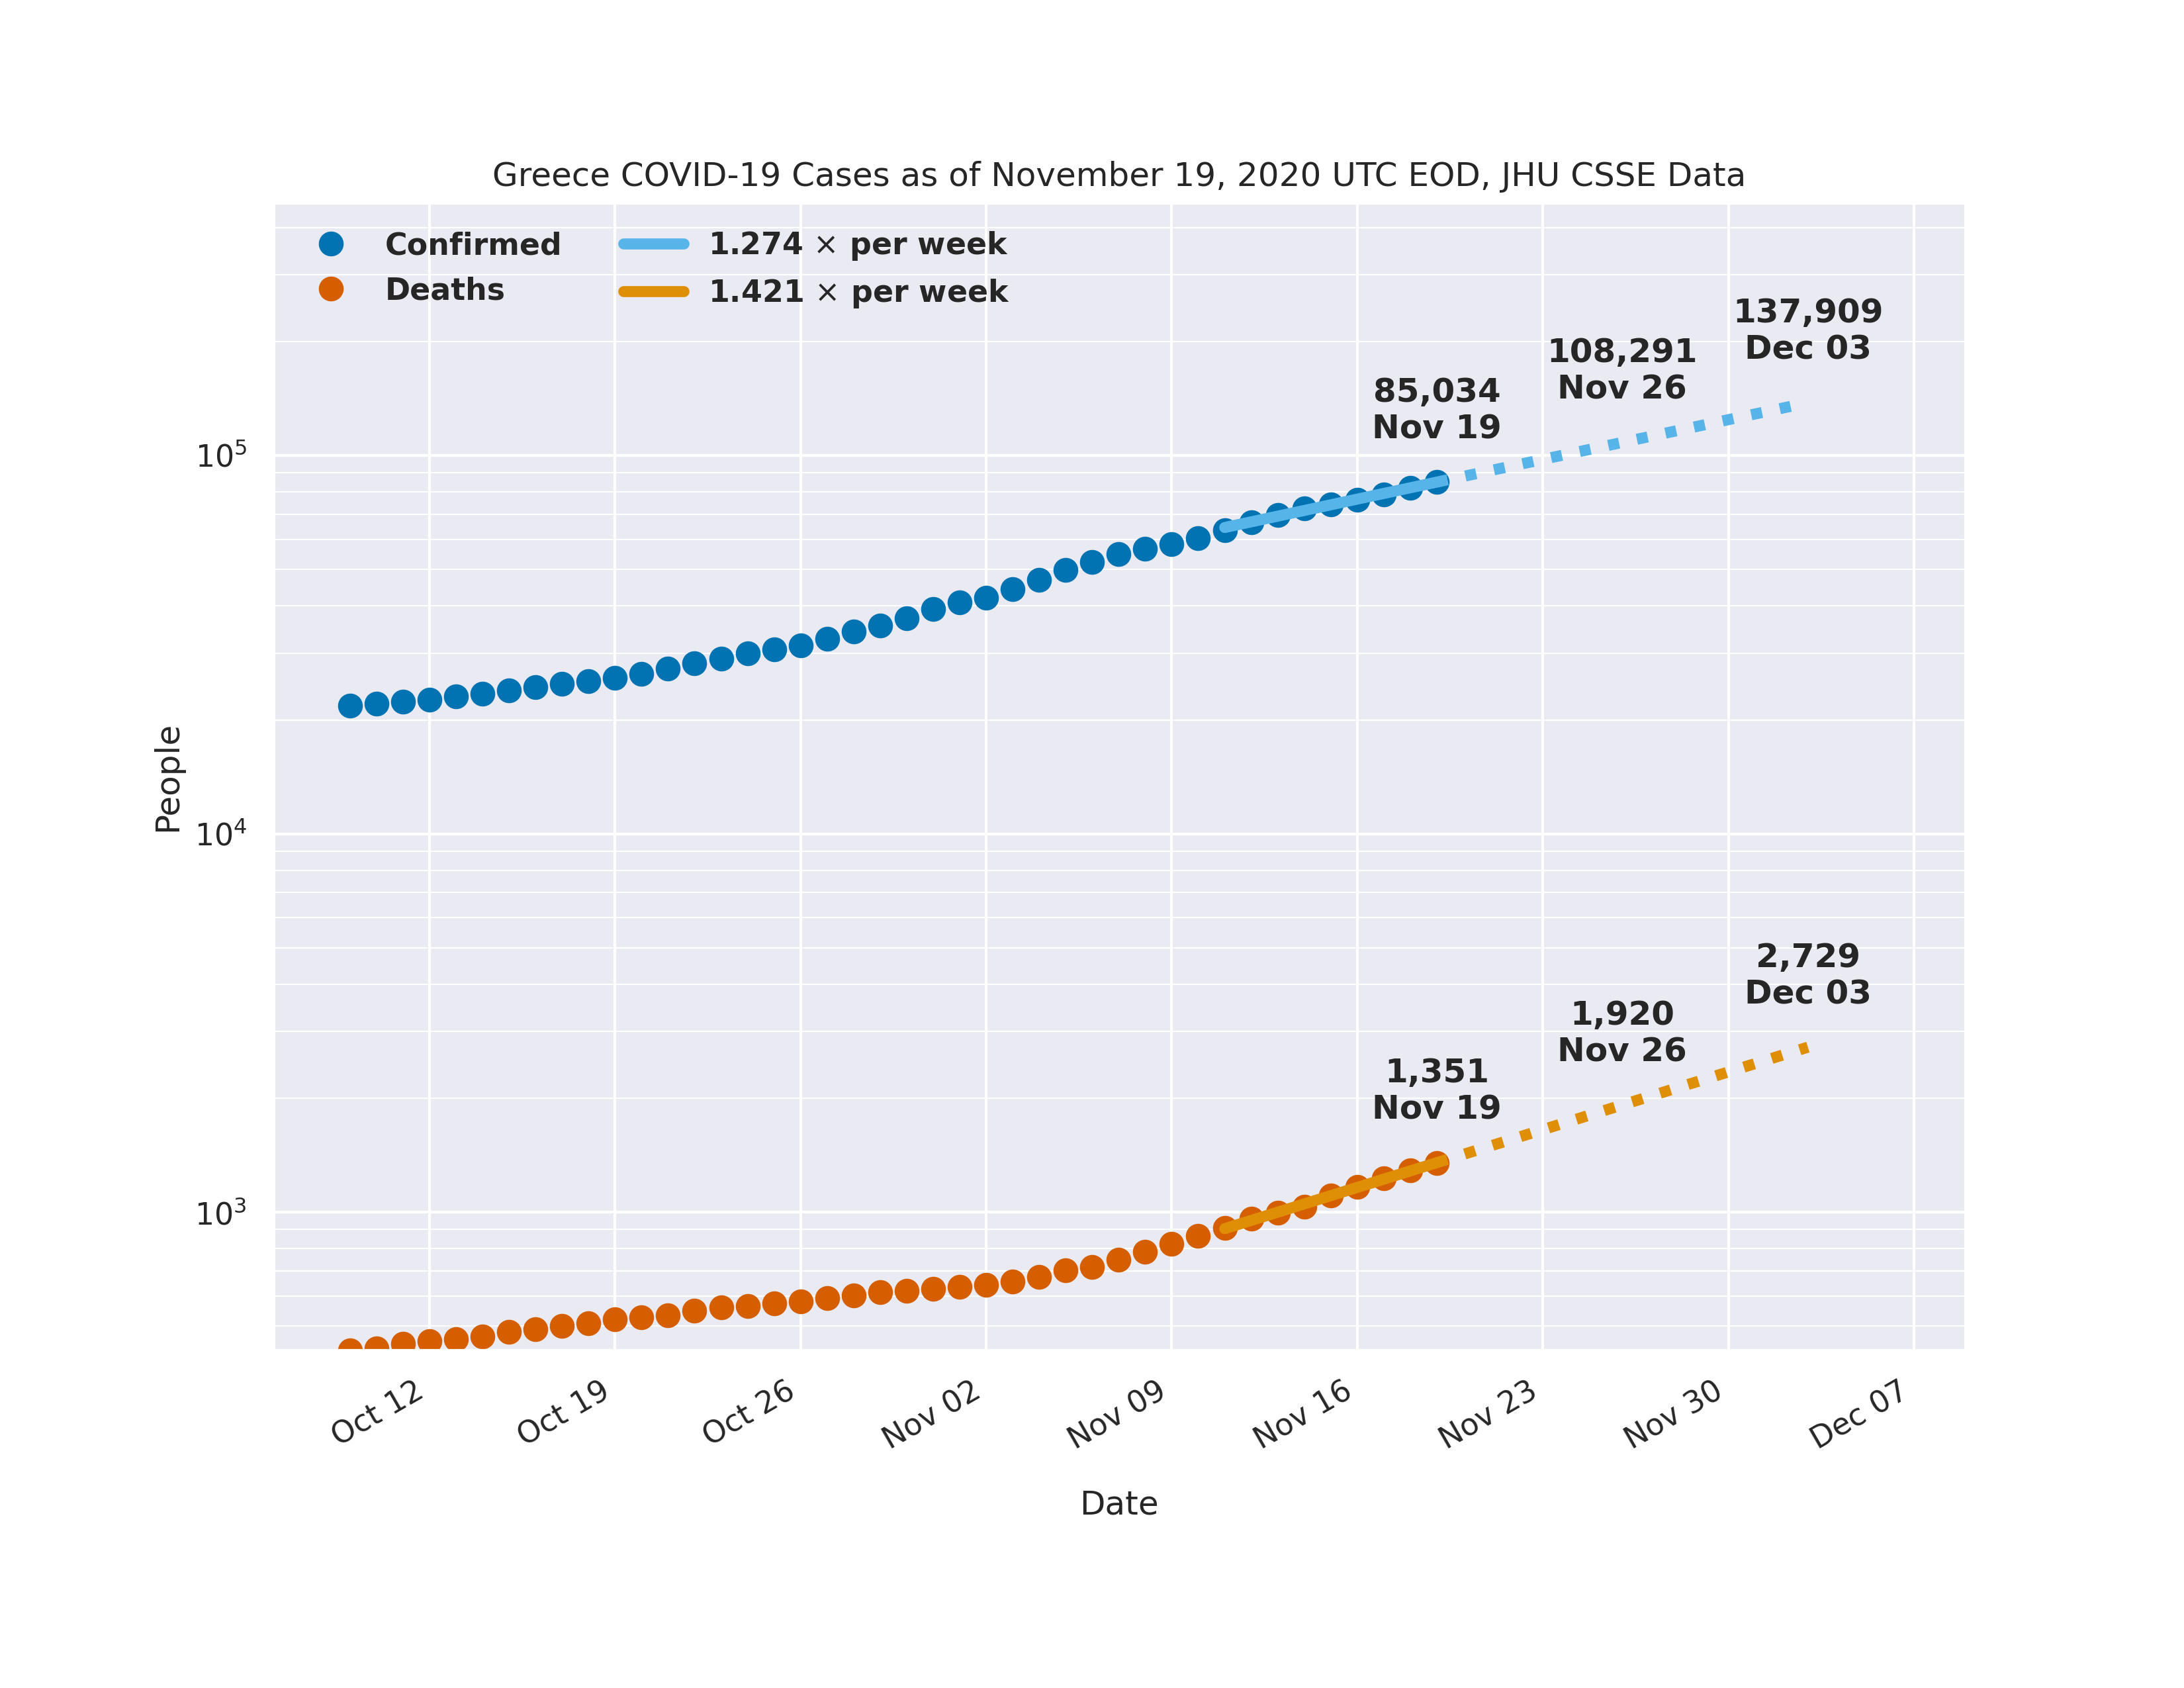 Greece COVID-19 Cases as of November 19, 2020 UTC EOD, JHU CSSE Data
Confirmed
Deaths
1.274 × per week
1.421 × per week
137,909
Dec 03
108,291
Nov 26
85,034
Nov 19
2,729
Dec 03
1,920
Nov 26
1,351
Nov 19
People
10⁵
10⁴
10³
Oct 12
Oct 19
Oct 26
Nov 02
Nov 09
Nov 16
Nov 23
Nov 30
Dec 07
Date